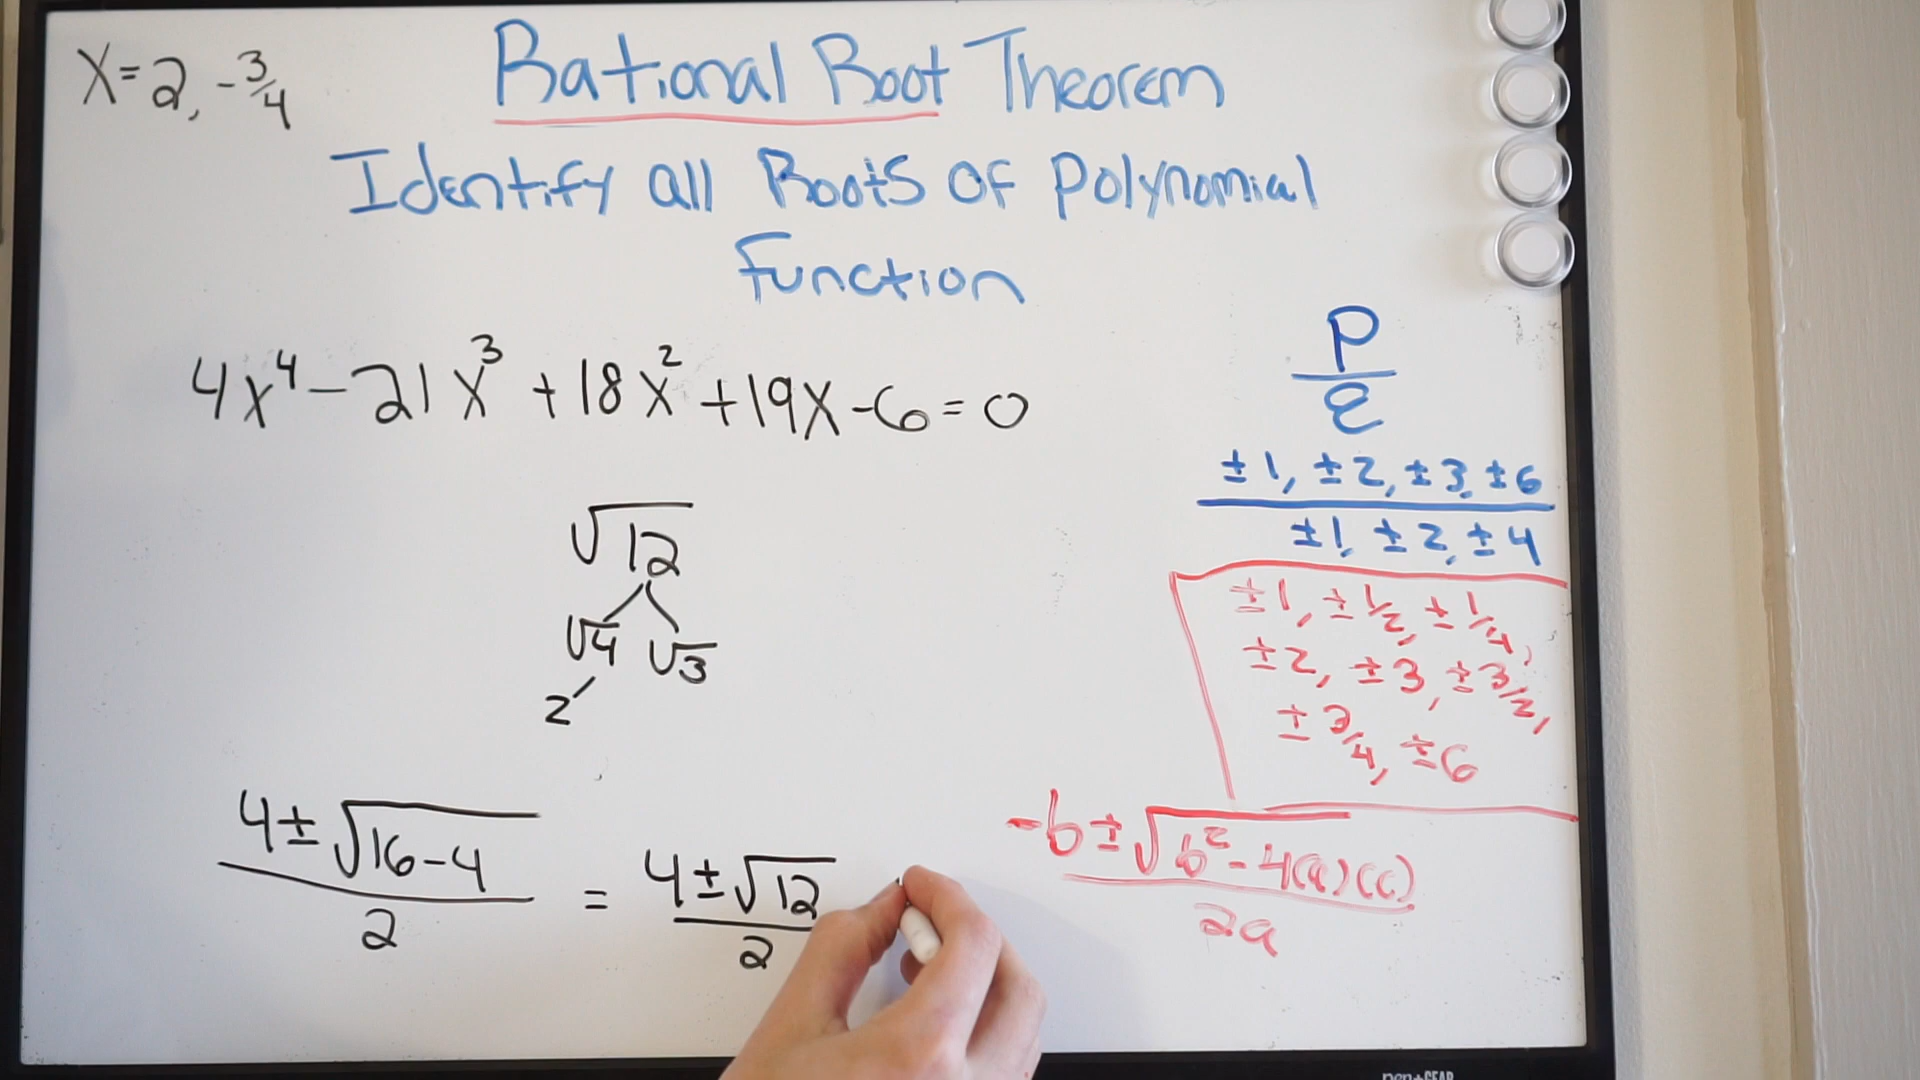 X=2, -3/4
Rational Root Theorem
Identify all Roots of Polynomial
Function
4x⁴-21x³+18x²+19x-6=0
P
Q
±1, ±2, ±3, ±6
±1, ±2, ±4
±1, ±1/2, ±1/4,
±2, ±3, ±3/2,
±3/4, ±6
√12
√4 √3
2
4±√16-4
2
=
4±√12
2
-b±√b²-4(a)(c)
2a
pen+GEAR